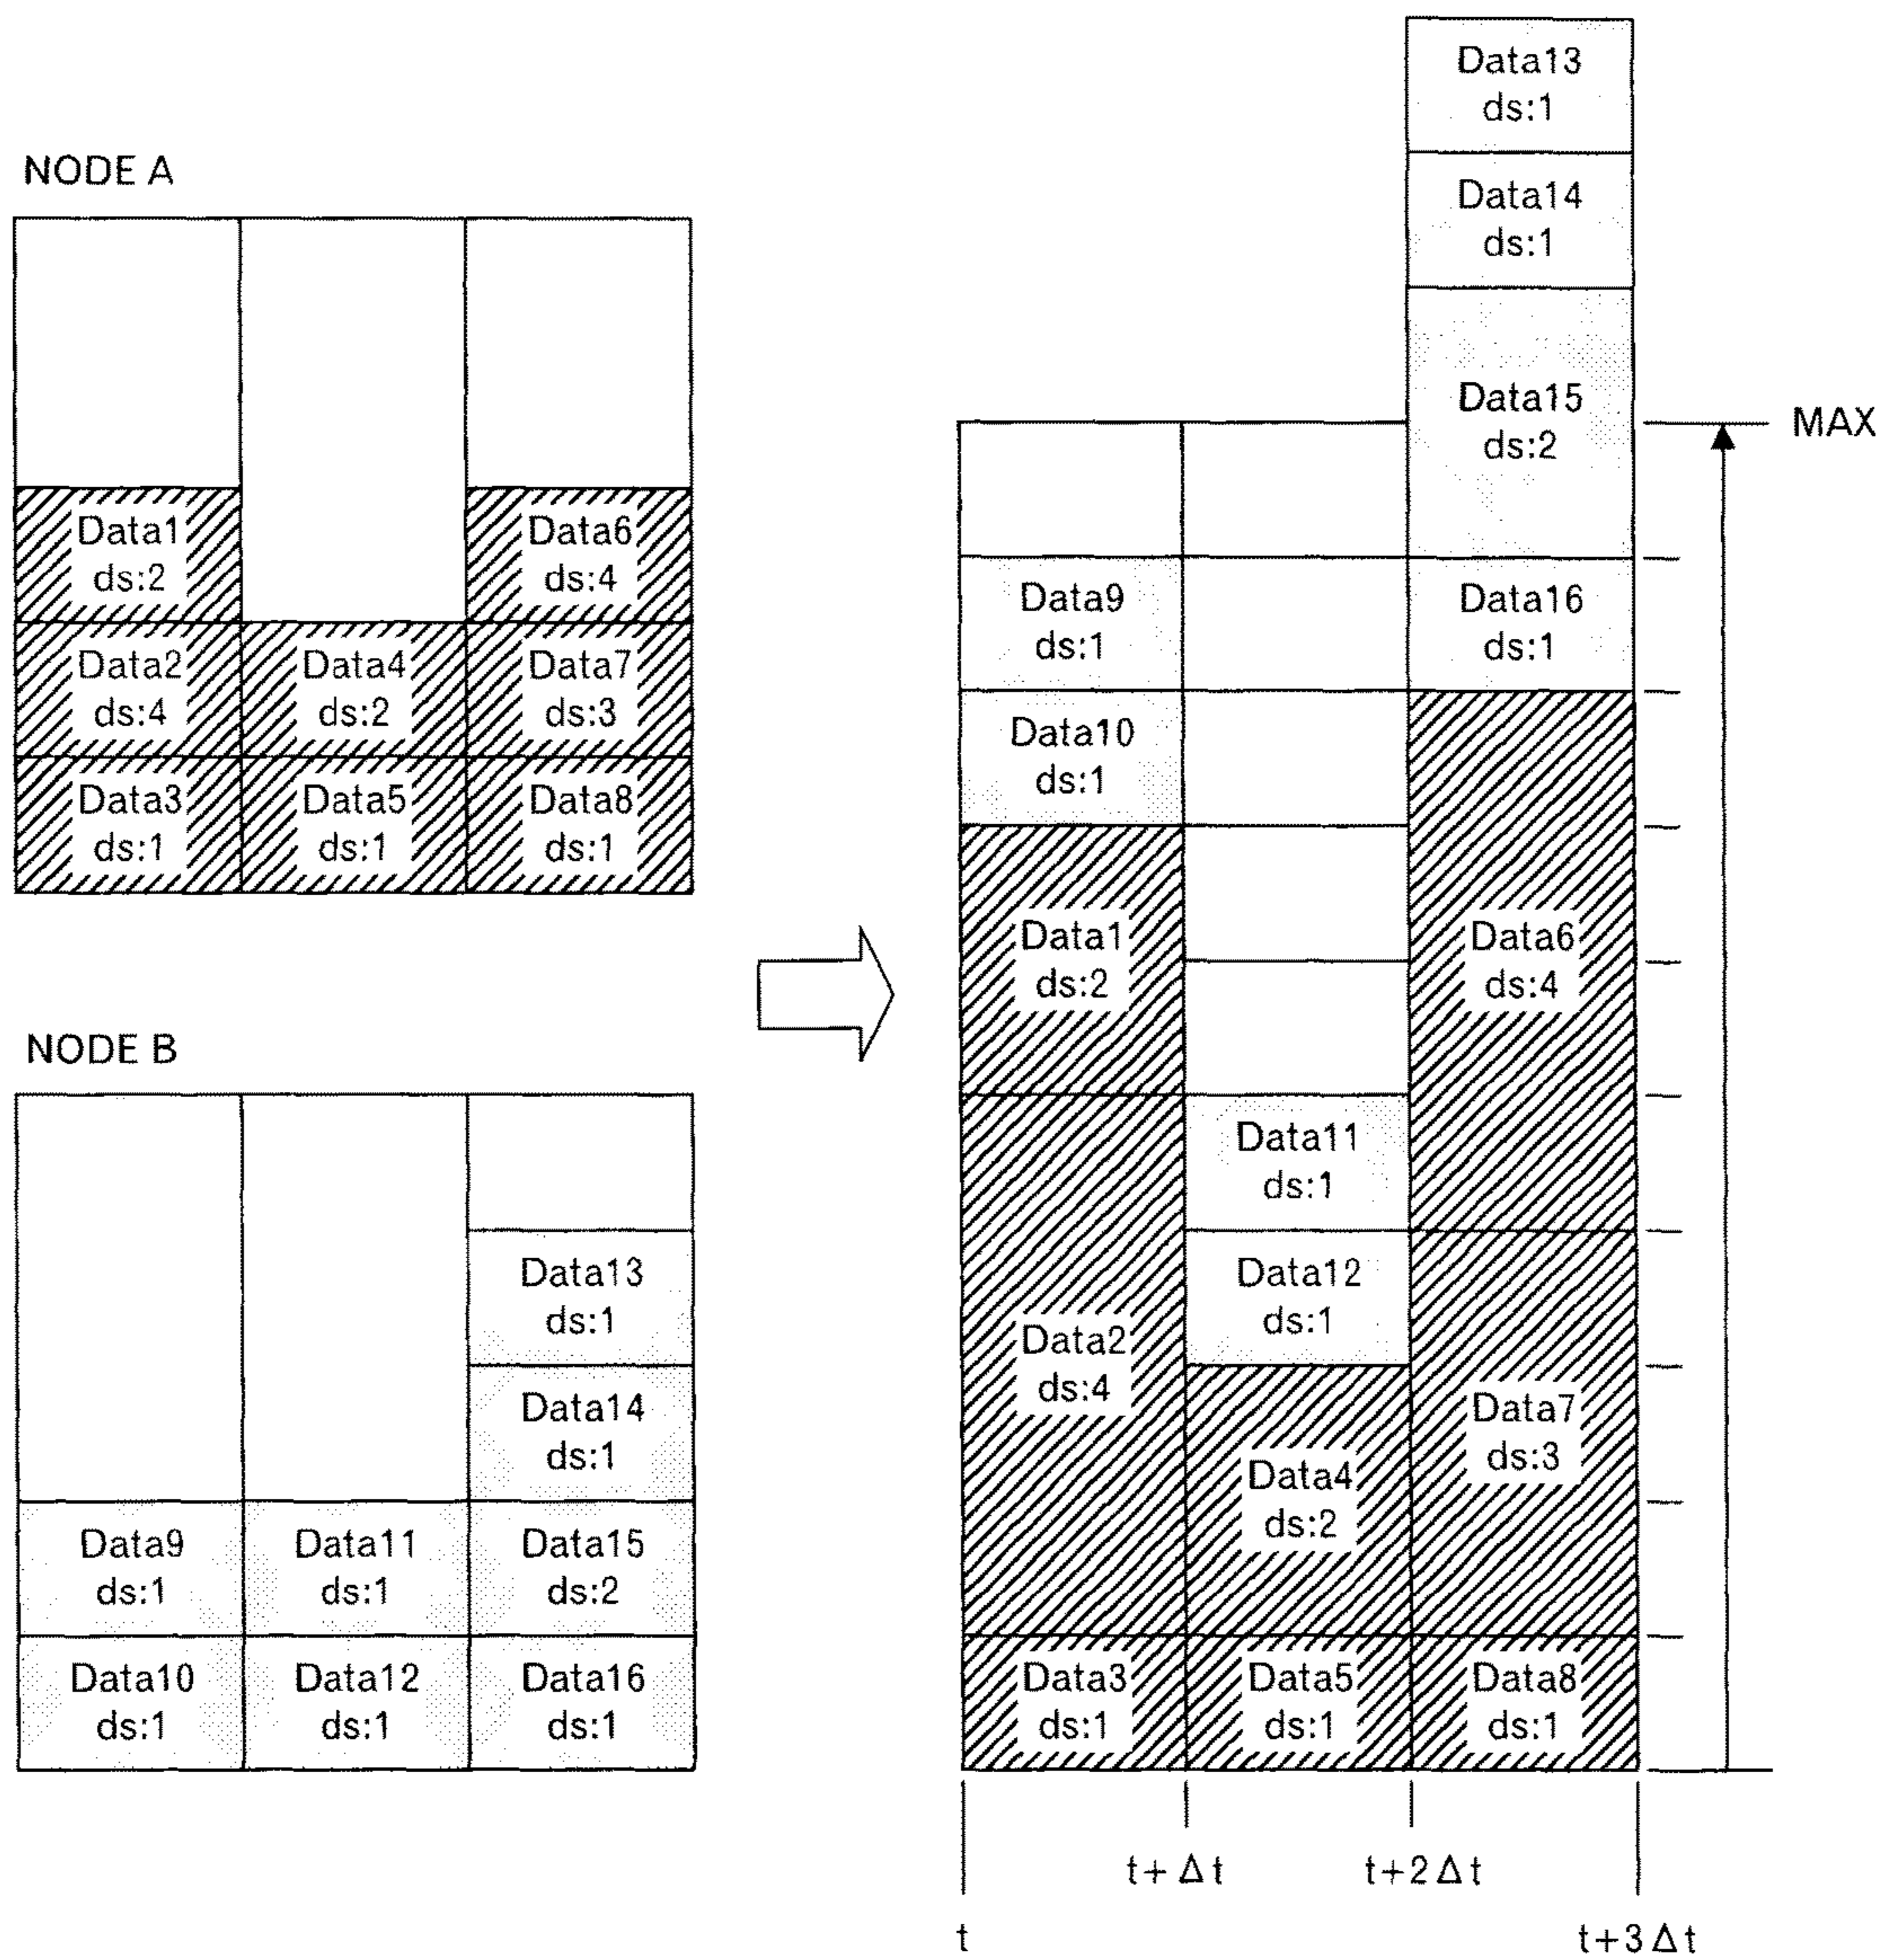 NODE A
Data1
ds:2
Data6
ds:4
Data2
ds:4
Data4
ds:2
Data7
ds:3
Data3
ds:1
Data5
ds:1
Data8
ds:1
NODE B
Data13
ds:1
Data14
ds:1
Data9
ds:1
Data11
ds:1
Data15
ds:2
Data10
ds:1
Data12
ds:1
Data16
ds:1
Data13
ds:1
Data14
ds:1
Data15
ds:2
MAX
Data9
ds:1
Data16
ds:1
Data10
ds:1
Data1
ds:2
Data6
ds:4
Data11
ds:1
Data12
ds:1
Data2
ds:4
Data7
ds:3
Data4
ds:2
Data3
ds:1
Data5
ds:1
Data8
ds:1
t+Δt
t+2Δt
t
t+3Δt